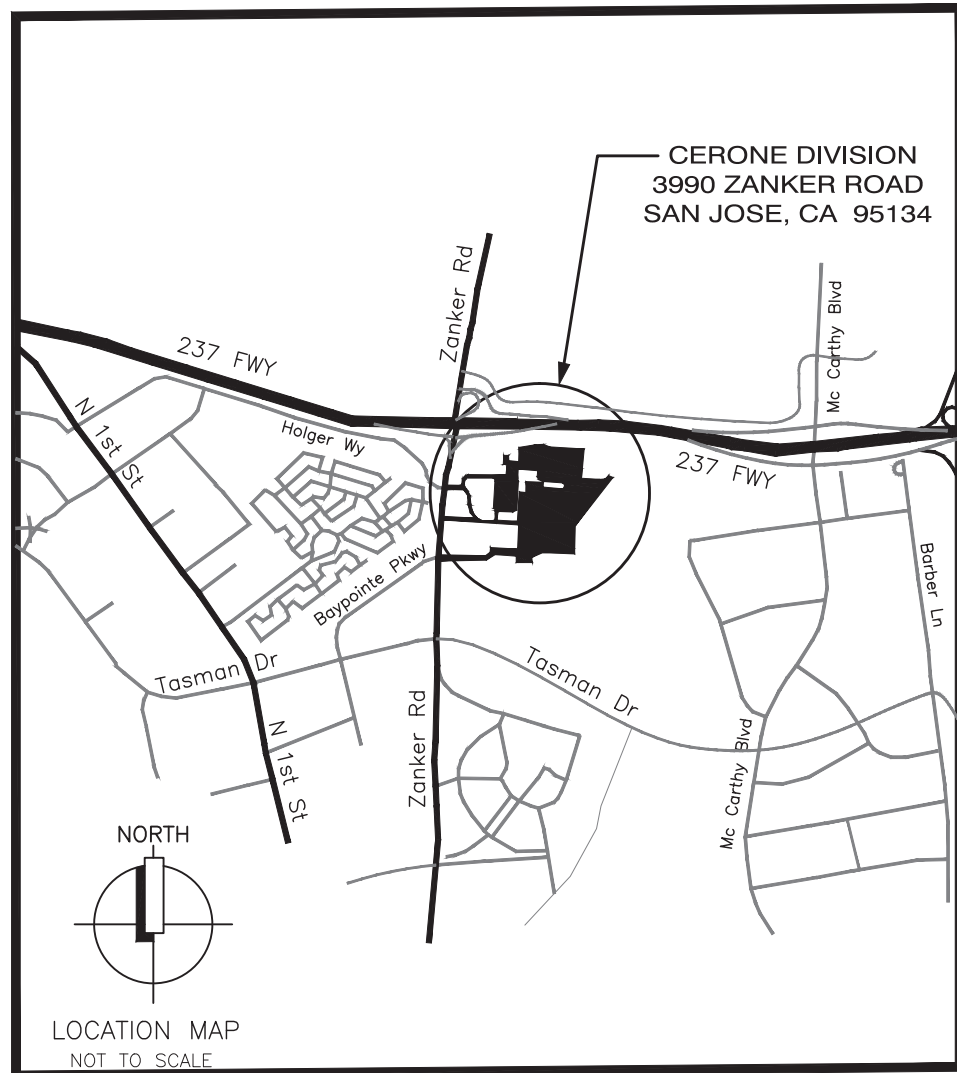 CERONE DIVISION
3990 ZANKER ROAD
SAN JOSE, CA 95134
Zanker Rd
Mc Carthy Blvd
237 FWY
N 1st St
Holger Wy
237 FWY
Baypointe Pkwy
Barber Ln
Tasman Dr
Tasman Dr
N 1st St
Zanker Rd
Mc Carthy Blvd
NORTH
LOCATION MAP
NOT TO SCALE